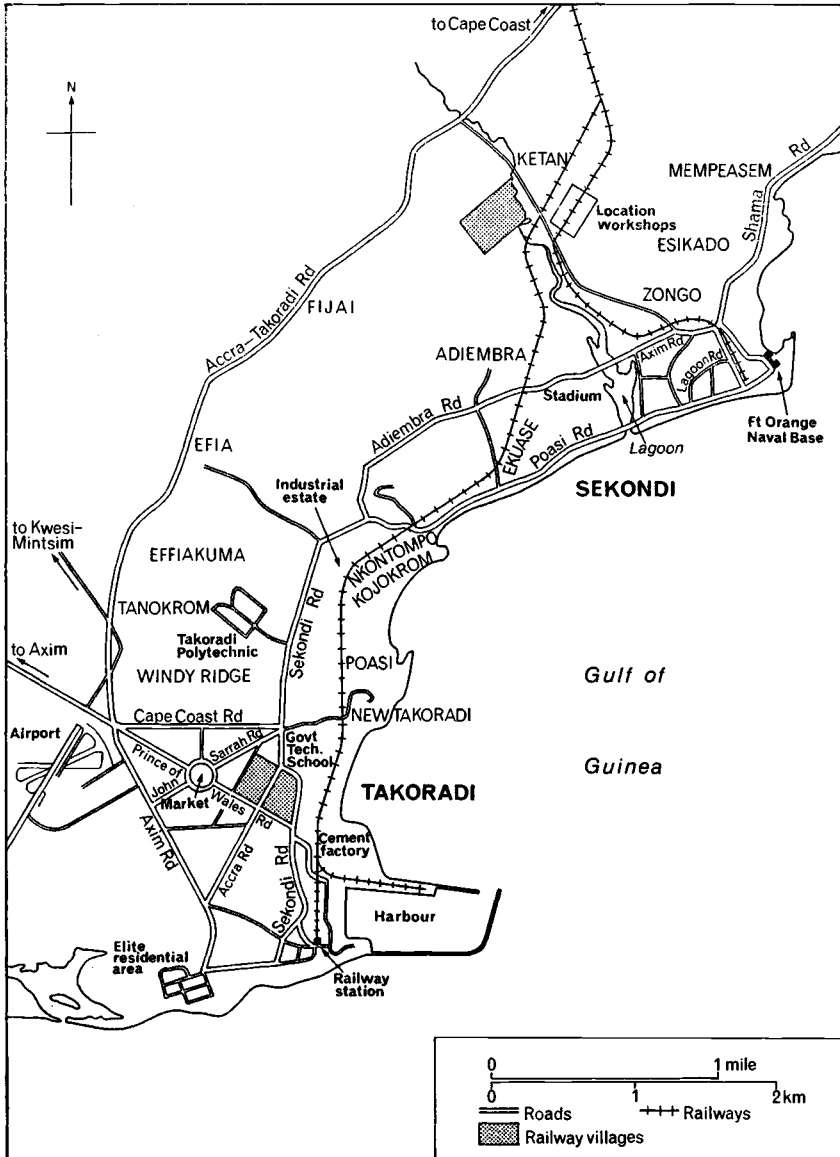 to Cape Coast
N
KETAN
MEMPEASEM
Shama Rd
Location
workshops
ESIKADO
Accra-Takoradi Rd
FIJAI
ZONGO
ADIEMBRA
Axim Rd
Lagoon Rd
Stadium
Adiembra Rd
Lagoon
Ft Orange
Naval Base
EFIA
EKUASE
Poasi Rd
Industrial
estate
SEKONDI
to Kwesi-
Mintsim
EFFIAKUMA
NKONTOMPO
KOJOKROM
TANOKROM
Takoradi
Polytechnic
Sekondi Rd
to Axim
WINDY RIDGE
POASI
Gulf of
Guinea
Cape Coast Rd
NEW TAKORADI
Airport
Sarrah Rd
Govt
Tech.
School
Prince of
Wales Rd
John
Market
TAKORADI
Axim Rd
Accra Rd
Sekondi Rd
Cement
factory
Harbour
Elite
residential
area
Railway
station
0 1 mile
0 1 2 km
Roads Railways
Railway villages